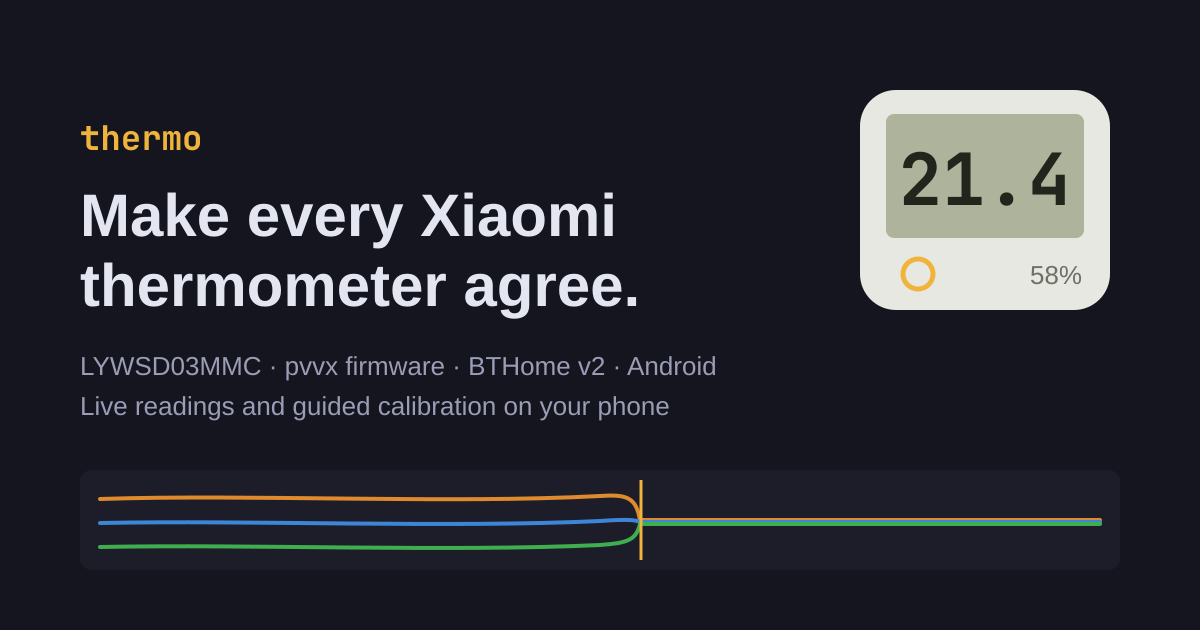 thermo
Make every Xiaomi
thermometer agree.
LYWSD03MMC · pvvx firmware · BTHome v2 · Android
Live readings and guided calibration on your phone
21.4
58%